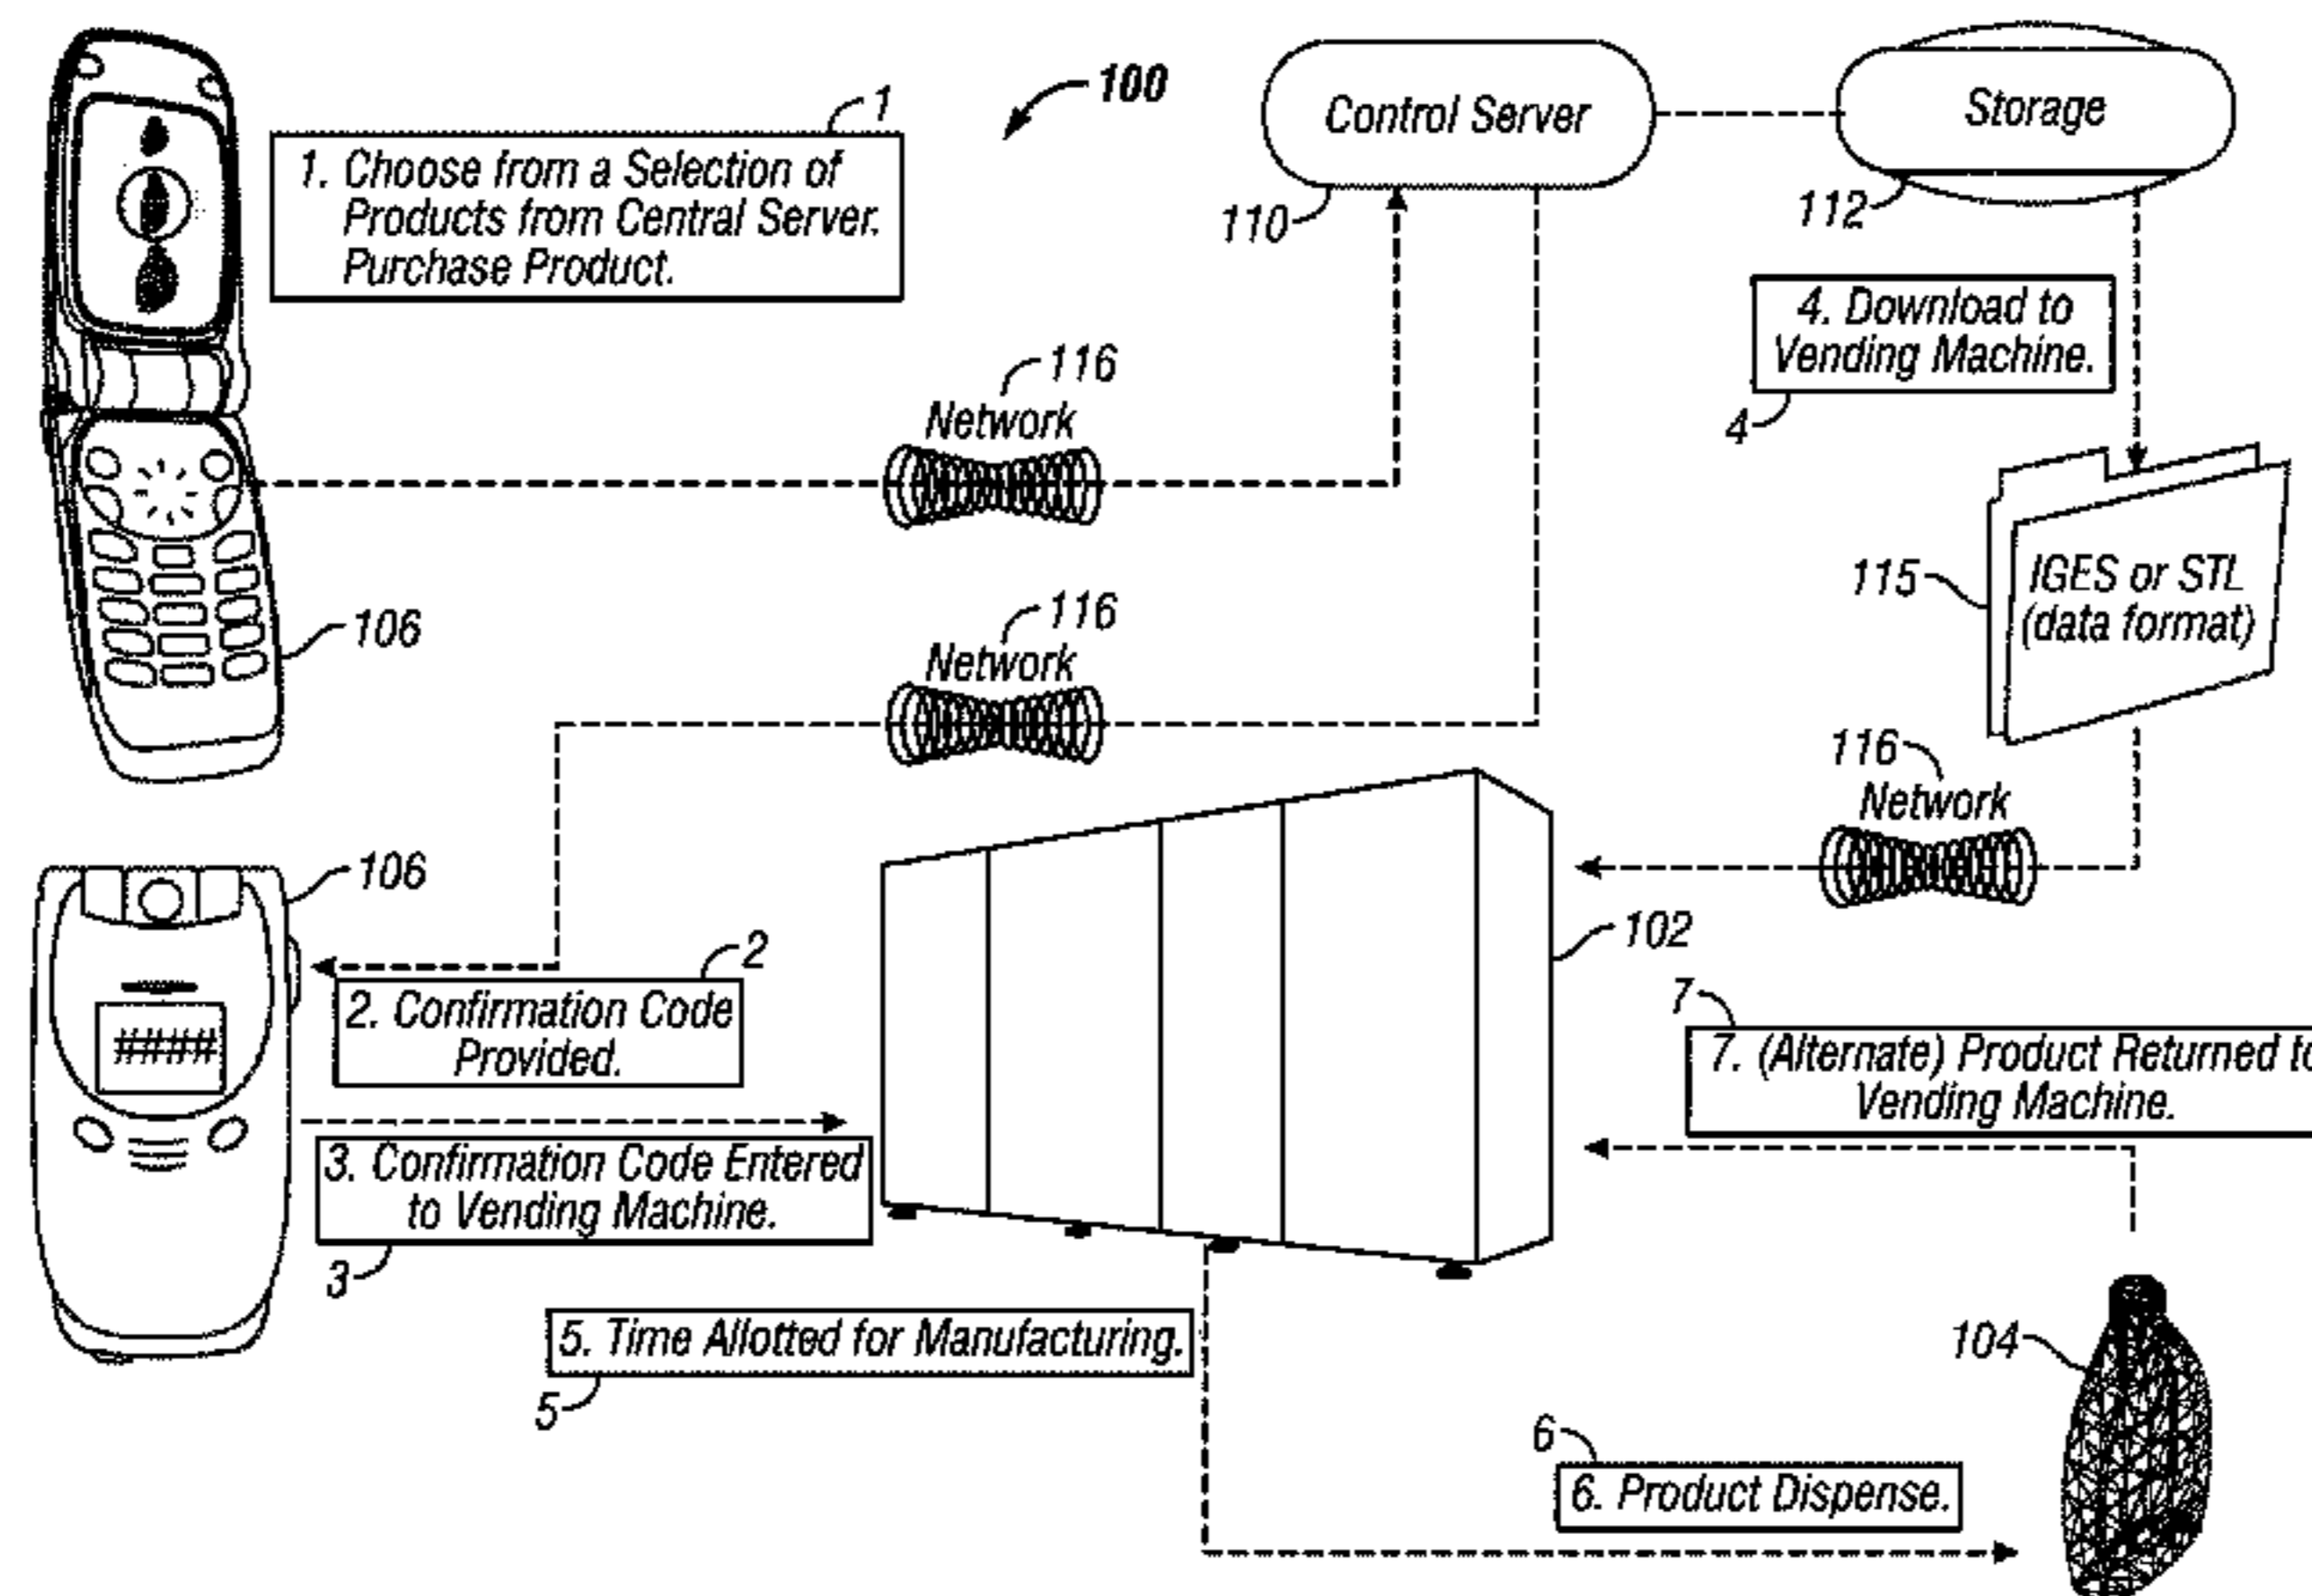 100
1
1. Choose from a Selection of
Products from Central Server.
Purchase Product.
Control Server
110
Storage
112
4. Download to
Vending Machine.
4
116
Network
106
116
Network
115
IGES or STL
(data format)
116
Network
106
####
2
2. Confirmation Code
Provided.
3. Confirmation Code Entered
to Vending Machine.
3
102
7
7. (Alternate) Product Returned to
Vending Machine.
5. Time Allotted for Manufacturing.
5
104
6
6. Product Dispense.